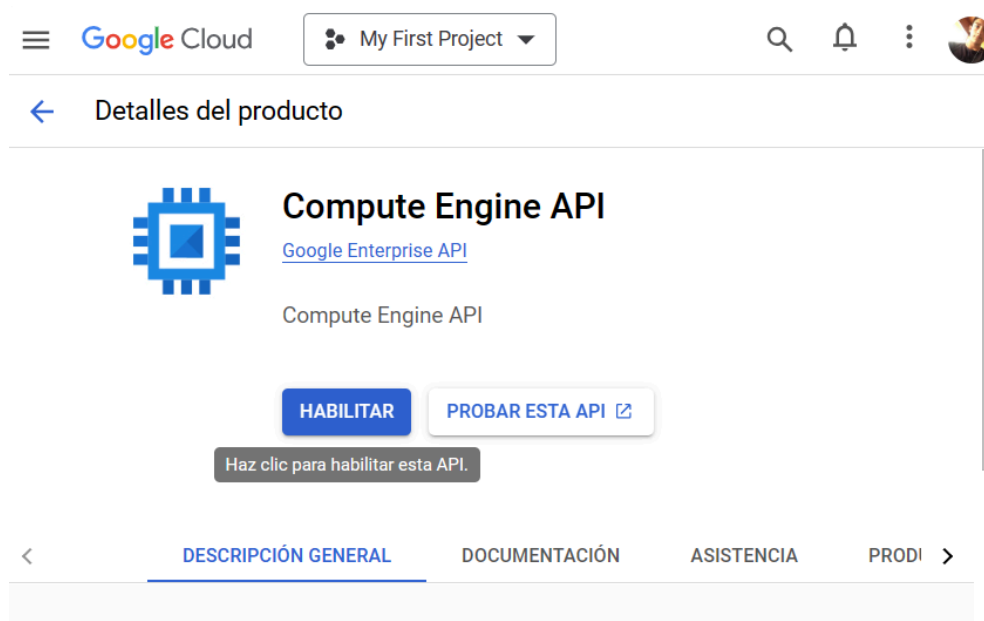 Google Cloud
My First Project
Detalles del producto
Compute Engine API
Google Enterprise API
Compute Engine API
HABILITAR
PROBAR ESTA API
Haz clic para habilitar esta API.
DESCRIPCIÓN GENERAL
DOCUMENTACIÓN
ASISTENCIA